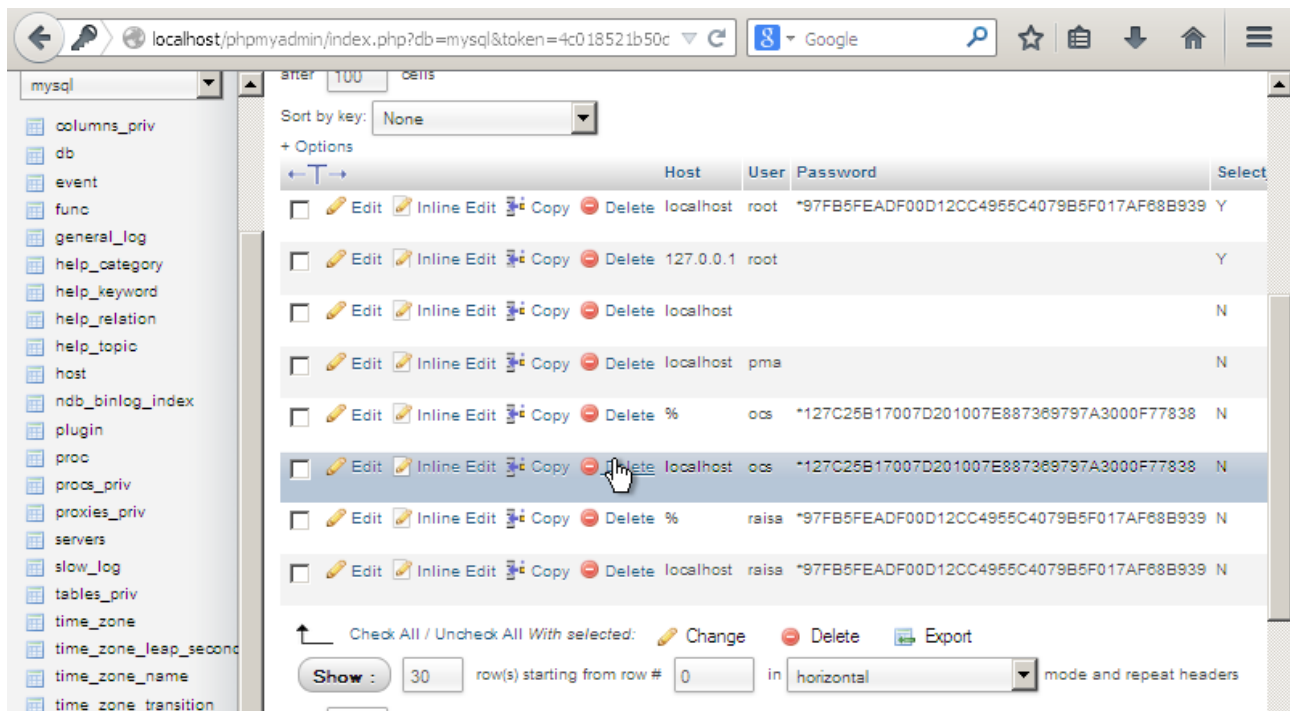 localhost/phpmyadmin/index.php?db=mysql&token=4c018521b50c
Google
mysql
columns_priv
db
event
func
general_log
help_category
help_keyword
help_relation
help_topic
host
ndb_binlog_index
plugin
proc
procs_priv
proxies_priv
servers
slow_log
tables_priv
time_zone
time_zone_leap_second
time_zone_name
time_zone_transition
after 100 cells
Sort by key: None
+ Options
←T→ Host User Password Select
Edit Inline Edit Copy Delete localhost root *97FB5FEADF00D12CC4955C4079B5F017AF68B939 Y
Edit Inline Edit Copy Delete 127.0.0.1 root Y
Edit Inline Edit Copy Delete localhost N
Edit Inline Edit Copy Delete localhost pma N
Edit Inline Edit Copy Delete % ocs *127C25B17007D201007E887369797A3000F77838 N
Edit Inline Edit Copy Delete localhost ocs *127C25B17007D201007E887369797A3000F77838 N
Edit Inline Edit Copy Delete % raisa *97FB5FEADF00D12CC4955C4079B5F017AF68B939 N
Edit Inline Edit Copy Delete localhost raisa *97FB5FEADF00D12CC4955C4079B5F017AF68B939 N
Check All / Uncheck All With selected: Change Delete Export
Show : 30 row(s) starting from row # 0 in horizontal mode and repeat headers